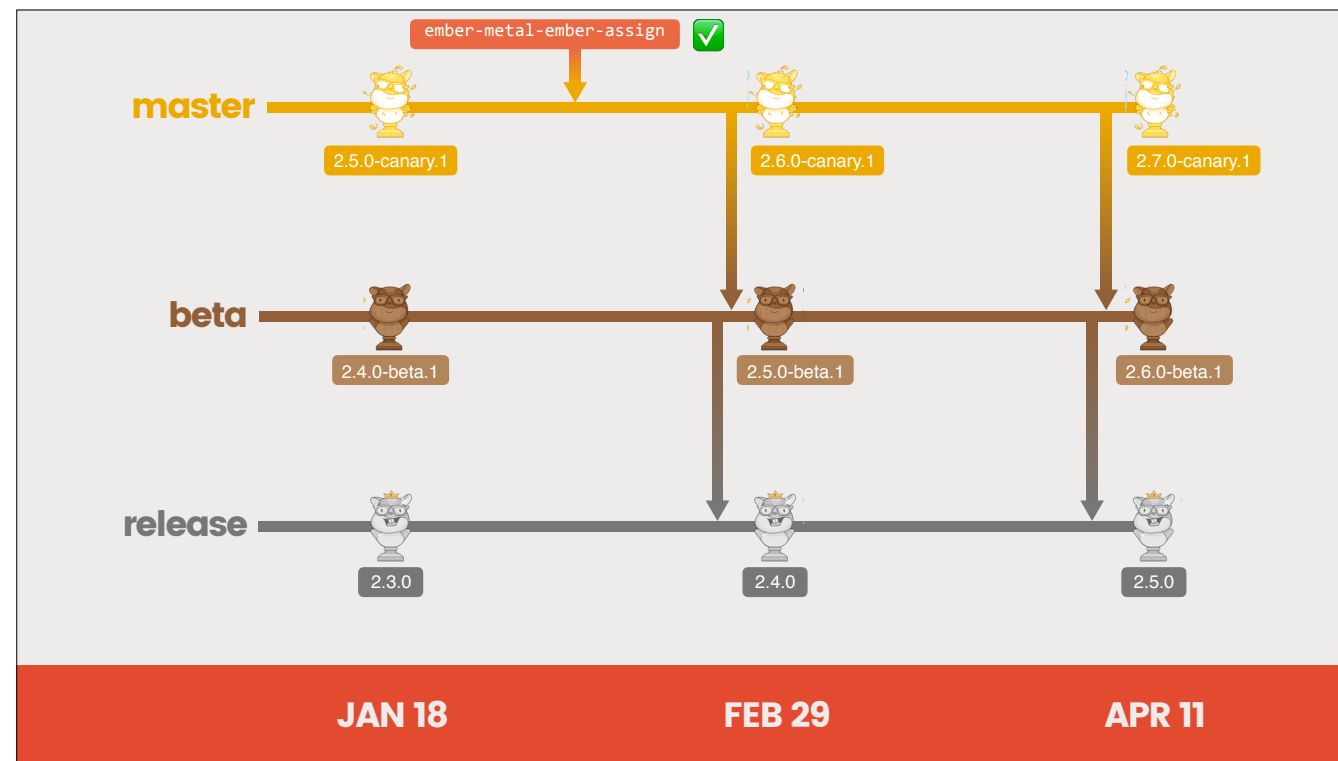 ember-metal-ember-assign
master
2.5.0-canary.1
2.6.0-canary.1
2.7.0-canary.1
beta
2.4.0-beta.1
2.5.0-beta.1
2.6.0-beta.1
release
2.3.0
2.4.0
2.5.0
JAN 18
FEB 29
APR 11